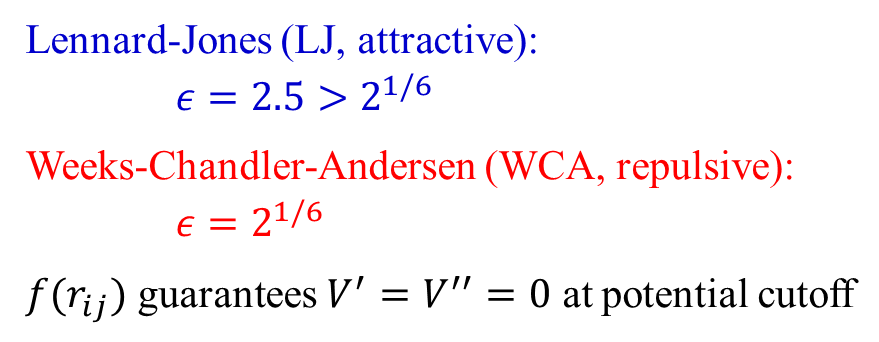 Lennard-Jones (LJ, attractive):
ϵ = 2.5 > 2^{1/6}
Weeks-Chandler-Andersen (WCA, repulsive):
ϵ = 2^{1/6}
f(r_{ij}) guarantees V′ = V′′ = 0 at potential cutoff